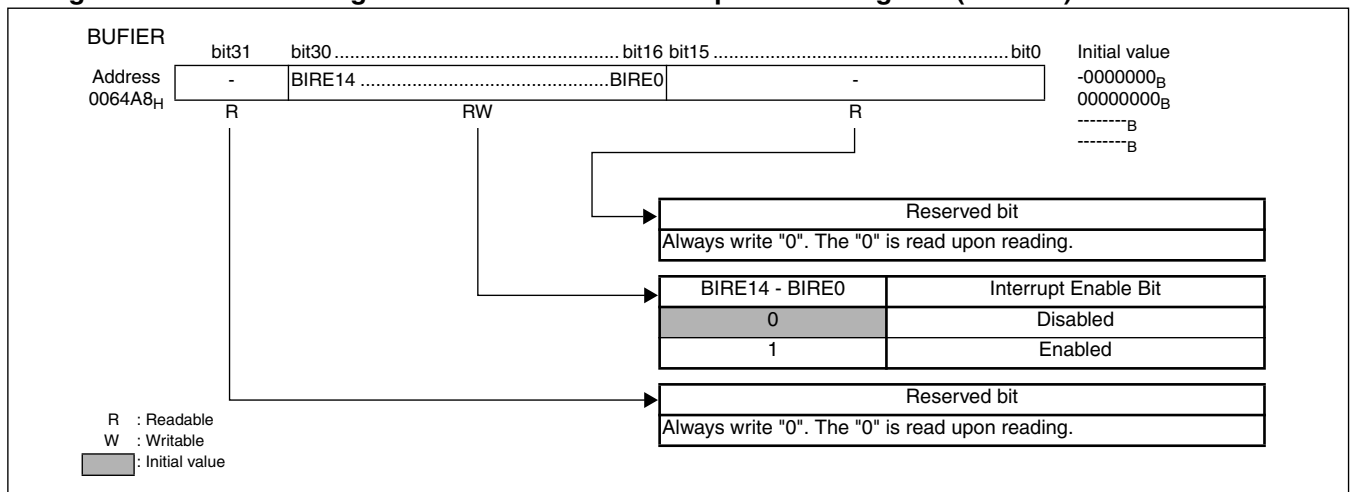 BUFIER
bit31 bit30 ...................................................... bit16 bit15 ........................................................ bit0 Initial value
Address - BIRE14 ................................................BIRE0 - -0000000B
0064A8H 00000000B
R RW R --------B
--------B
Reserved bit
Always write "0". The "0" is read upon reading.
BIRE14 - BIRE0 Interrupt Enable Bit
0 Disabled
1 Enabled
Reserved bit
Always write "0". The "0" is read upon reading.
R : Readable
W : Writable
: Initial value